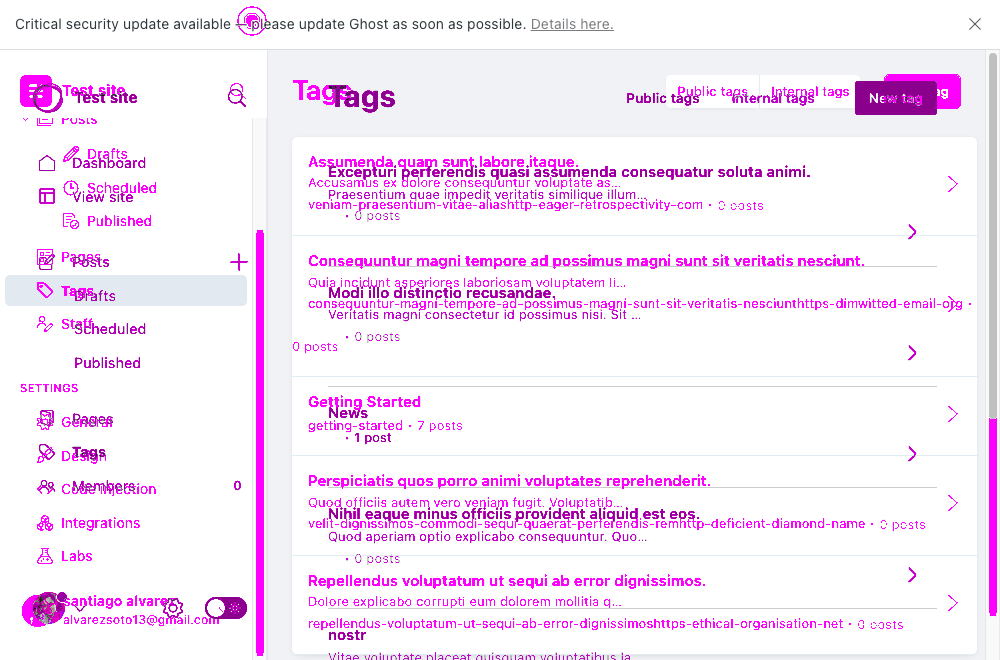 Critical security update available — please update Ghost as soon as possible. Details here.
Test site
Test site
Posts
Drafts
Dashboard
Scheduled
View site
Published
Pages
Posts
Tags
Drafts
Staff
Scheduled
Published
SETTINGS
Pages
General
Tags
Design
Members 0
Code injection
Integrations
Labs
santiago alvarez
alvarezsoto13@gmail.com
Tags
Tags
Public tags Internal tags
Public tags Internal tags New tag
Assumenda quam sunt labore itaque.
Excepturi perferendis quasi assumenda consequatur soluta animi.
Accusamus ex dolore consequuntur voluptate as...
Praesentium quae impedit veritatis similique illum...
veniam-praesentium-vitae-aliashttp-eager-retrospectivity-com · 0 posts
· 0 posts
Consequuntur magni tempore ad possimus magni sunt sit veritatis nesciunt.
Quia incidunt asperiores laboriosam voluptatem li...
Modi illo distinctio recusandae.
consequuntur-magni-tempore-ad-possimus-magni-sunt-sit-veritatis-nesciunthttps-dimwitted-email-org ·
Veritatis magni consectetur id possimus nisi. Sit ...
· 0 posts
0 posts
Getting Started
News
getting-started · 7 posts
· 1 post
Perspiciatis quos porro animi voluptates reprehenderit.
Quod officiis autem vero veniam fugit. Voluptatib...
Nihil eaque minus officiis provident aliquid est eos.
velit-dignissimos-commodi-sequi-quaerat-perferendis-remhttp-deficient-diamond-name · 0 posts
Quod aperiam optio explicabo consequuntur. Quo...
· 0 posts
Repellendus voluptatum ut sequi ab error dignissimos.
Dolore explicabo corrupti eum dolorem mollitia q...
repellendus-voluptatum-ut-sequi-ab-error-dignissimoshttps-ethical-organisation-net · 0 posts
nostr
Vitae voluptate placeat quisquam voluptatibus la